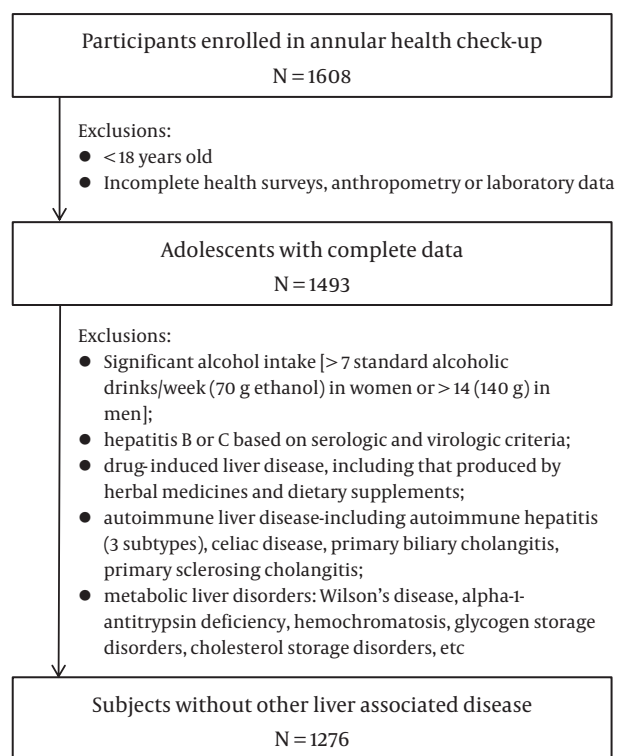 Participants enrolled in annular health check-up
N = 1608
Exclusions:
● < 18 years old
● Incomplete health surveys, anthropometry or laboratory data
Adolescents with complete data
N = 1493
Exclusions:
● Significant alcohol intake [> 7 standard alcoholic
drinks/week (70 g ethanol) in women or > 14 (140 g) in
men];
● hepatitis B or C based on serologic and virologic criteria;
● drug-induced liver disease, including that produced by
herbal medicines and dietary supplements;
● autoimmune liver disease-including autoimmune hepatitis
(3 subtypes), celiac disease, primary biliary cholangitis,
primary sclerosing cholangitis;
● metabolic liver disorders: Wilson's disease, alpha-1-
antitrypsin deficiency, hemochromatosis, glycogen storage
disorders, cholesterol storage disorders, etc
Subjects without other liver associated disease
N = 1276